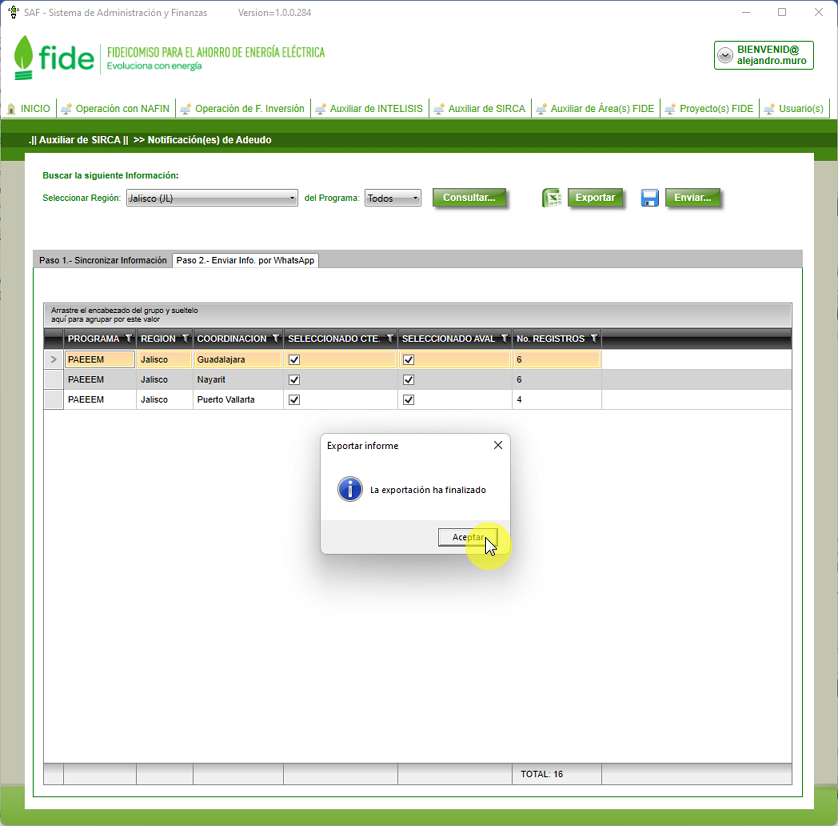 SAF - Sistema de Administración y Finanzas Version=1.0.0.284
fide FIDEICOMISO PARA EL AHORRO DE ENERGÍA ELÉCTRICA
Evoluciona con energía
BIENVENID@
alejandro.muro
INICIO Operación con NAFIN Operación de F. Inversión Auxiliar de INTELISIS Auxiliar de SIRCA Auxiliar de Área(s) FIDE Proyecto(s) FIDE Usuario(s)
.|| Auxiliar de SIRCA || >> Notificación(es) de Adeudo
Buscar la siguiente Información:
Seleccionar Región: Jalisco (JL) del Programa: Todos Consultar... Exportar Enviar...
Paso 1.- Sincronizar Información Paso 2.- Enviar Info. por WhatsApp
Arrastre el encabezado del grupo y sueltelo
aquí para agrupar por este valor
PROGRAMA REGION COORDINACION SELECCIONADO CTE. SELECCIONADO AVAL No. REGISTROS
PAEEEM Jalisco Guadalajara 6
PAEEEM Jalisco Nayarit 6
PAEEEM Jalisco Puerto Vallarta 4
Exportar informe
La exportación ha finalizado
Aceptar
TOTAL: 16